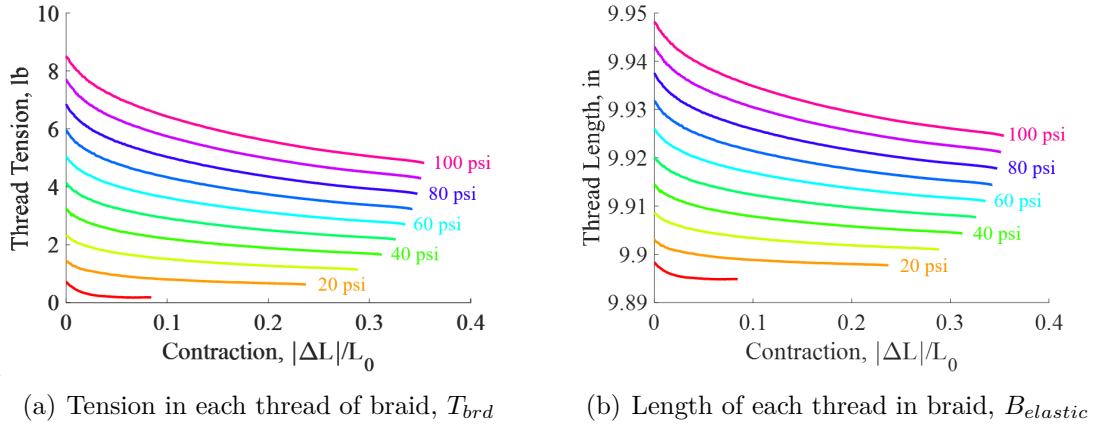 10
8
6
4
2
0
Thread Tension, lb
100 psi
80 psi
60 psi
40 psi
20 psi
0 0.1 0.2 0.3 0.4
Contraction, |ΔL|/L₀
(a) Tension in each thread of braid, T_brd
9.95
9.94
9.93
9.92
9.91
9.9
9.89
Thread Length, in
100 psi
80 psi
60 psi
40 psi
20 psi
0 0.1 0.2 0.3 0.4
Contraction, |ΔL|/L₀
(b) Length of each thread in braid, B_elastic